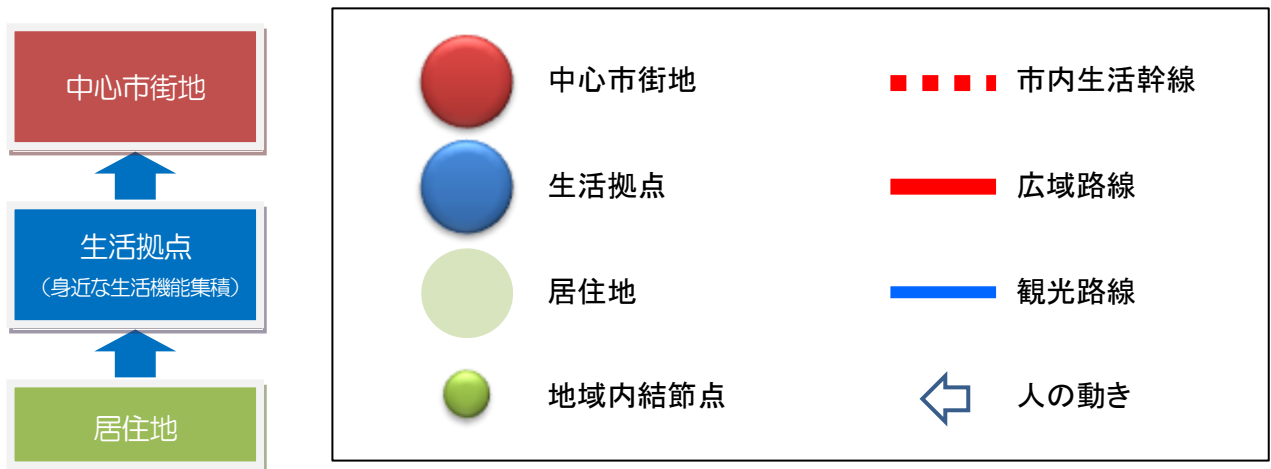 中心市街地
生活拠点
(身近な生活機能集積)
居住地
中心市街地
生活拠点
居住地
地域内結節点
市内生活幹線
広域路線
観光路線
人の動き